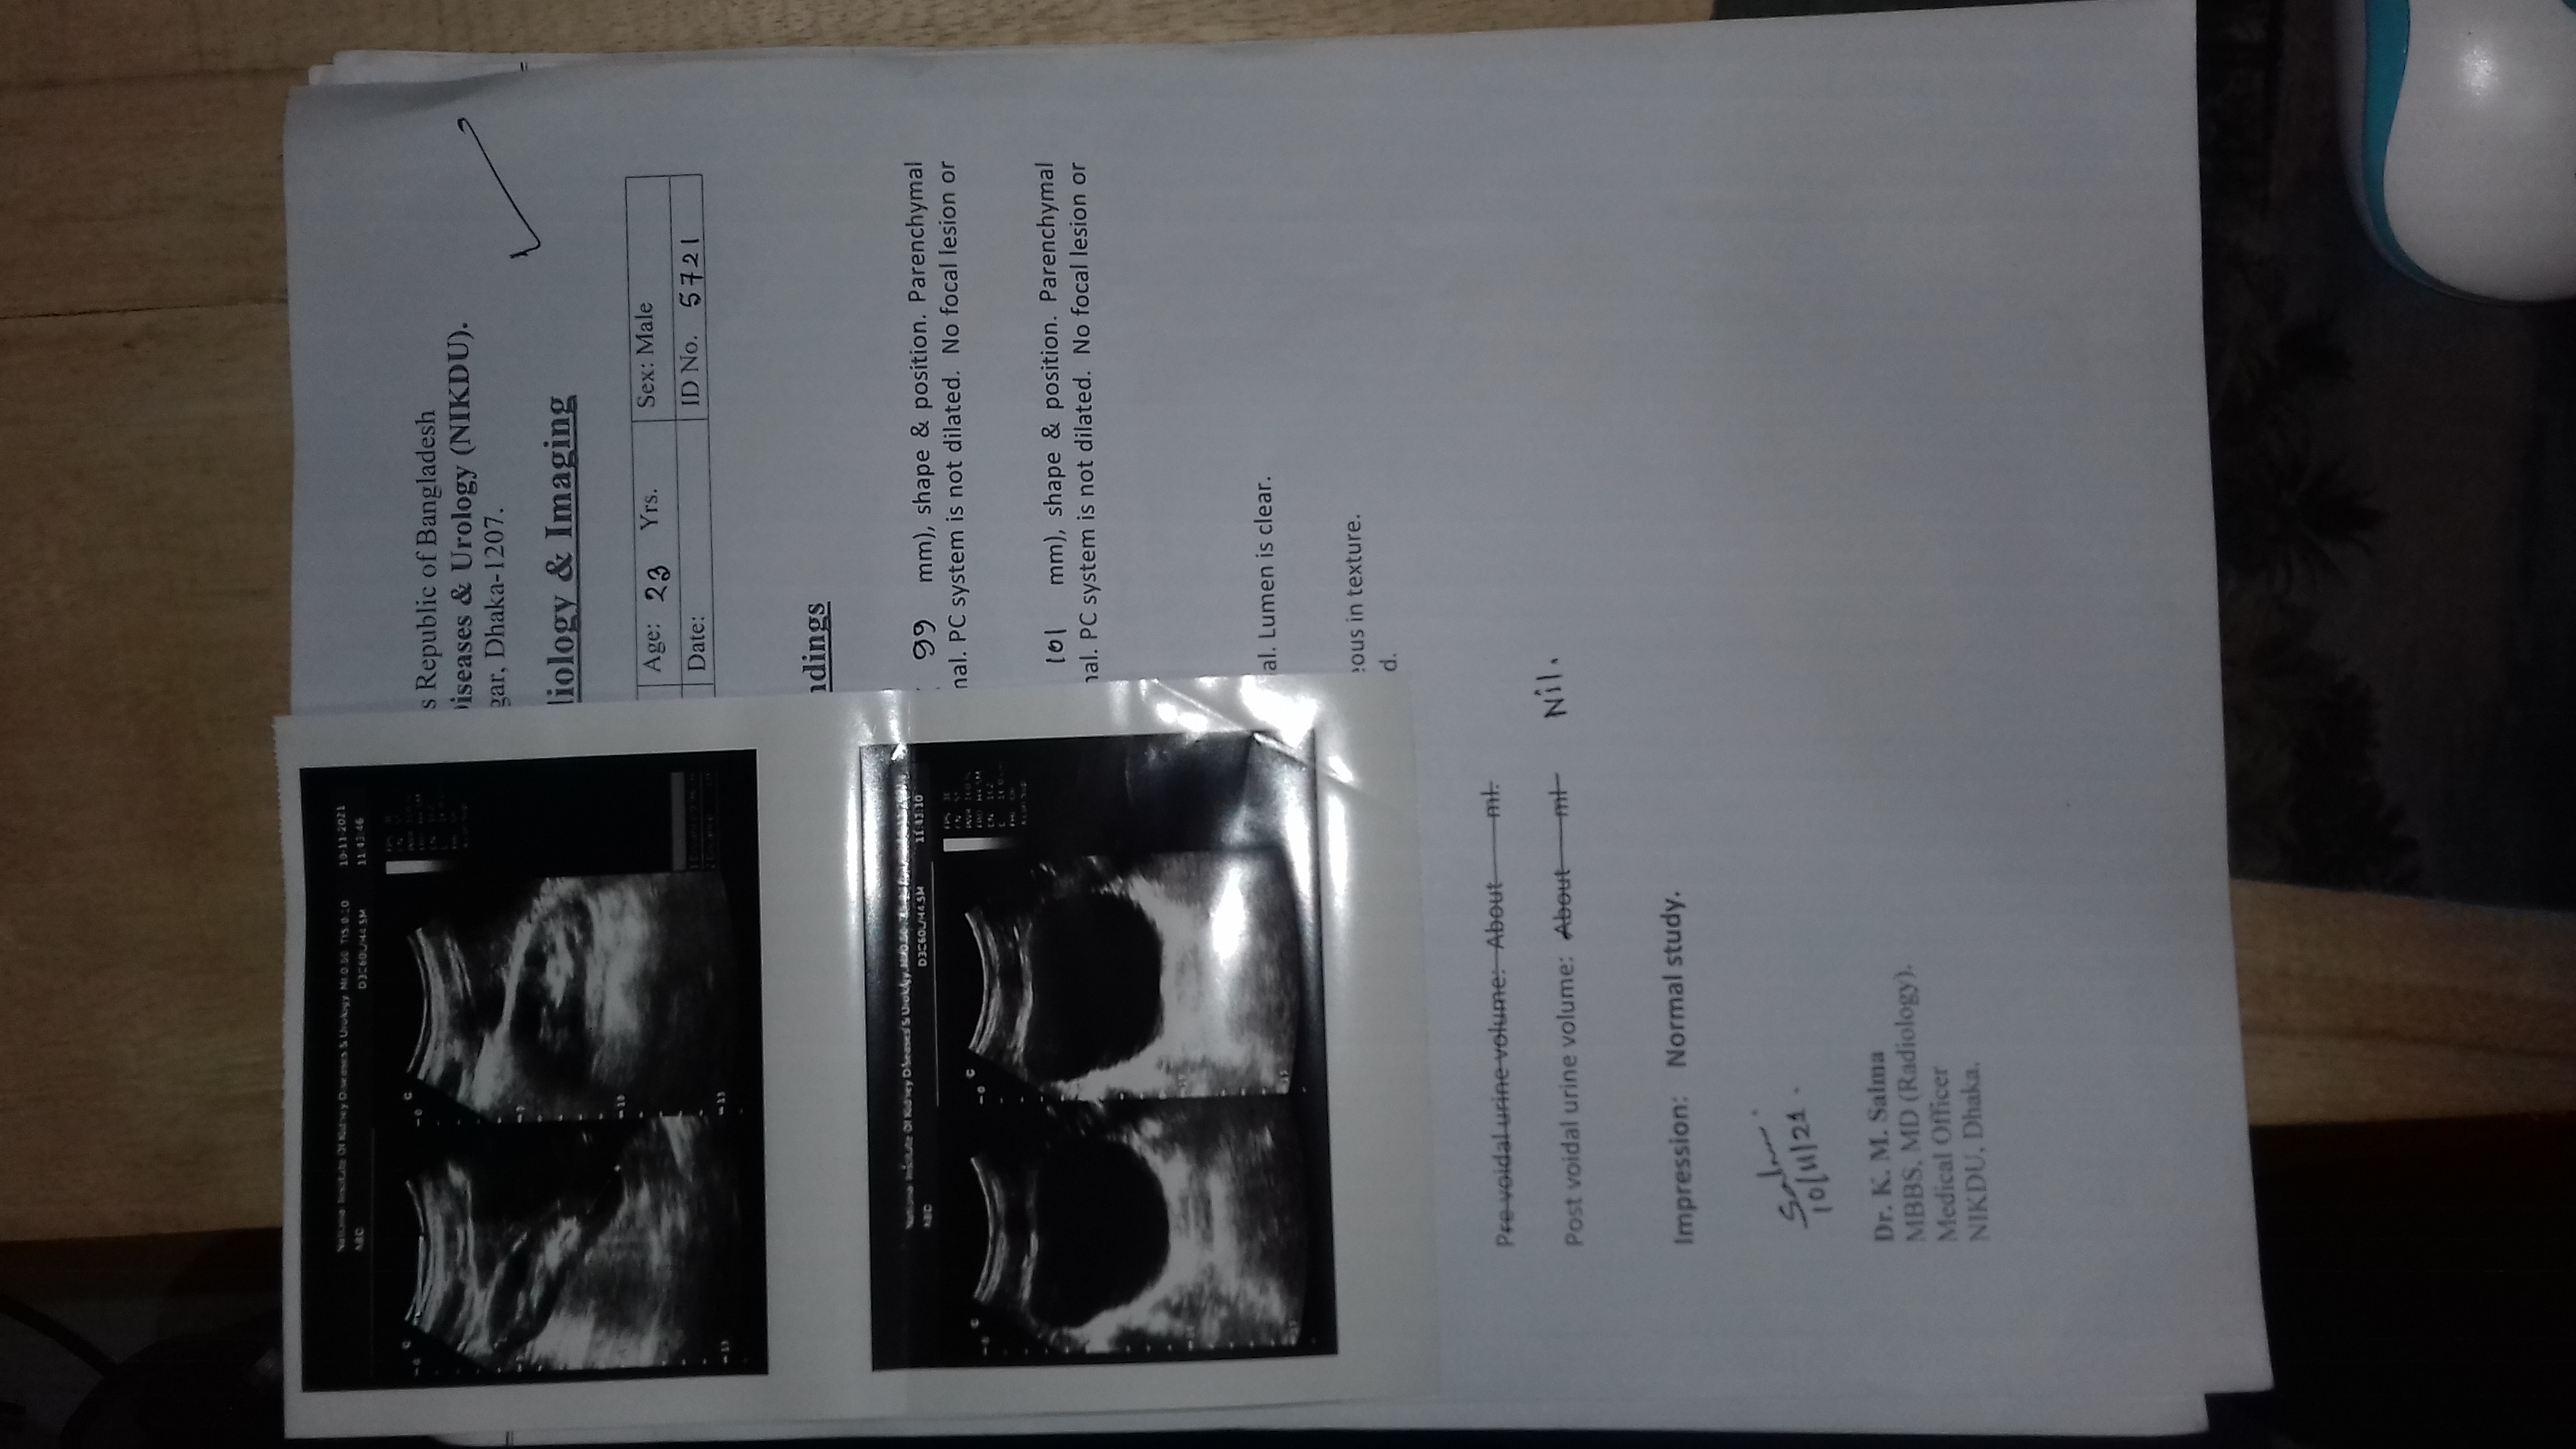 National Institute Of Kidney Diseases & Urology MI 0.60 TIS 0.20 10-11-2021
ABC D3C60L/H4.5M 11:43:46
National Institute Of Kidney Diseases & Urology
ABC D3C60L/H4.5M 11:43:10
s Republic of Bangladesh
iseases & Urology (NIKDU).
gar, Dhaka-1207.
liology & Imaging
Age: 23 Yrs. Sex: Male
Date: ID No. 5721
ndings
99 mm), shape & position. Parenchymal
nal. PC system is not dilated. No focal lesion or
101 mm), shape & position. Parenchymal
nal. PC system is not dilated. No focal lesion or
al. Lumen is clear.
eous in texture.
d.
Pre voidal urine volume: About ml.
Post voidal urine volume: About ml Nil.
Impression: Normal study.
Salma
10/11/21.
Dr. K. M. Salma
MBBS, MD (Radiology).
Medical Officer
NIKDU, Dhaka.